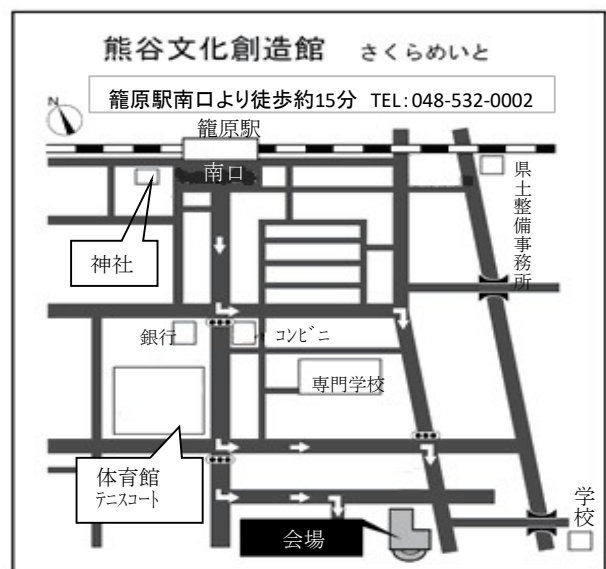 熊谷文化創造館 さくらめいと
籠原駅南口より徒歩約15分 TEL:048-532-0002
N
籠原駅
南口
県土整備事務所
神社
銀行
コンビニ
専門学校
体育館
テニスコート
学校
会場